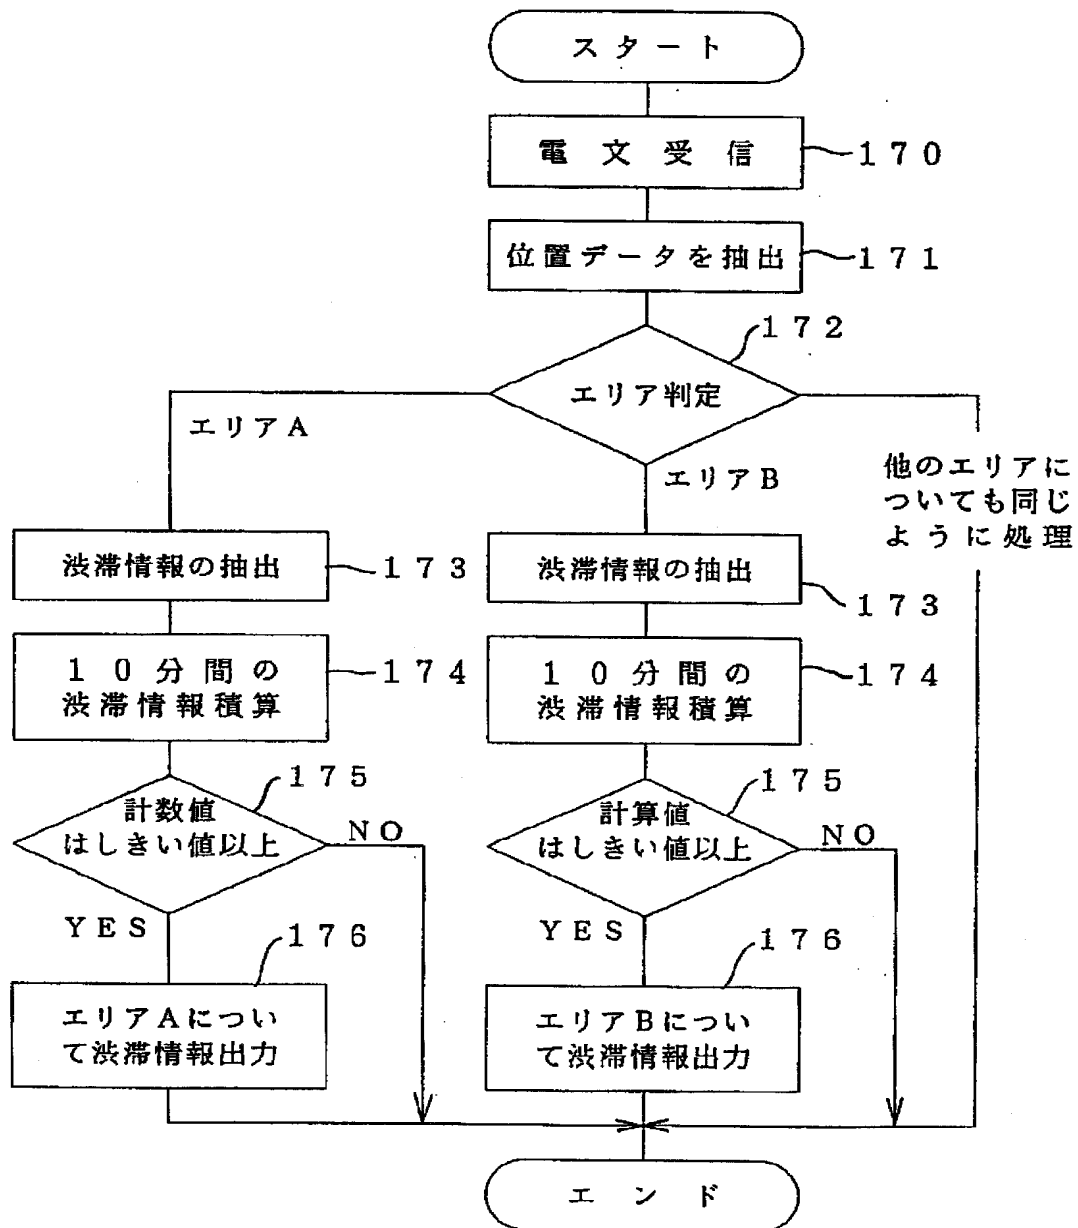 スタート
電文受信
170
位置データを抽出
171
172
エリア判定
エリアA
エリアB
他のエリアに
ついても同じ
ように処理
渋滞情報の抽出
173
10分間の
渋滞情報積算
174
175
計数値
はしきい値以上
NO
YES
176
エリアAについ
て渋滞情報出力
渋滞情報の抽出
173
10分間の
渋滞情報積算
174
175
計算値
はしきい値以上
NO
YES
176
エリアBについ
て渋滞情報出力
エンド